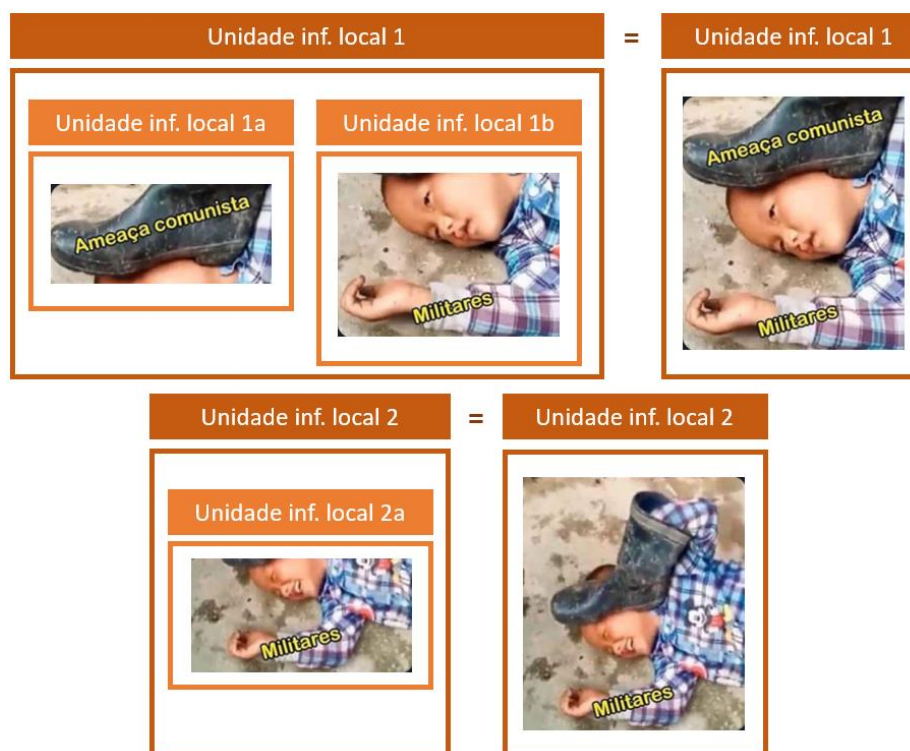 Unidade inf. local 1
=
Unidade inf. local 1
Unidade inf. local 1a
Unidade inf. local 1b
Ameaça comunista
Militares
Ameaça comunista
Militares
Unidade inf. local 2
=
Unidade inf. local 2
Unidade inf. local 2a
Militares
Militares